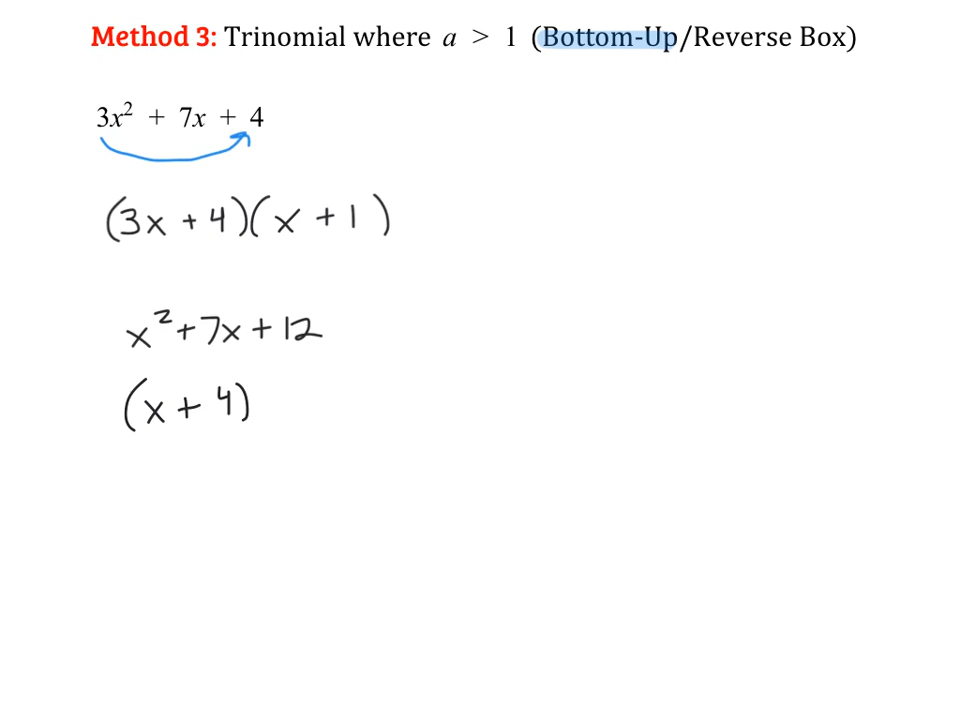 Method 3: Trinomial where a > 1 (Bottom-Up/Reverse Box)
3x² + 7x + 4
(3x + 4)(x + 1)
x² + 7x + 12
(x + 4)